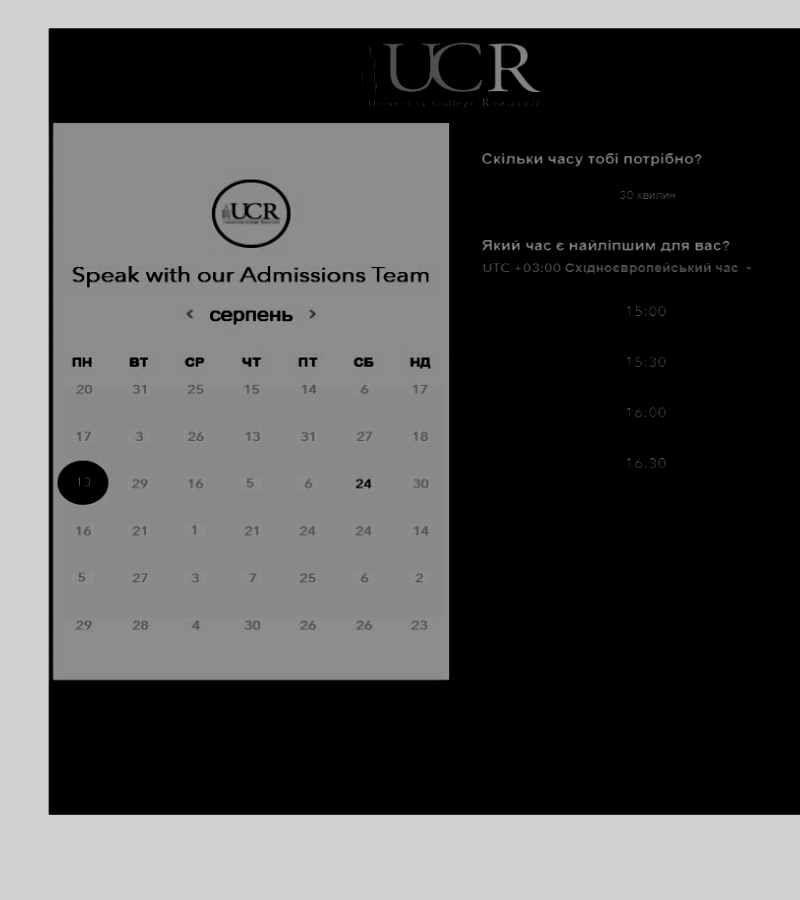 UCR
University College Roosevelt
UCR
Speak with our Admissions Team
< серпень >
ПН ВТ СР ЧТ ПТ СБ НД
20 31 25 15 14 6 17
17 3 26 13 31 27 18
13 29 16 5 6 24 30
16 21 1 21 24 24 14
5 27 3 7 25 6 2
29 28 4 30 26 26 23
Скільки часу тобі потрібно?
30 хвилин
Який час є найліпшим для вас?
UTC +03:00 Східноєвропейський час
15:00
15:30
16:00
16:30